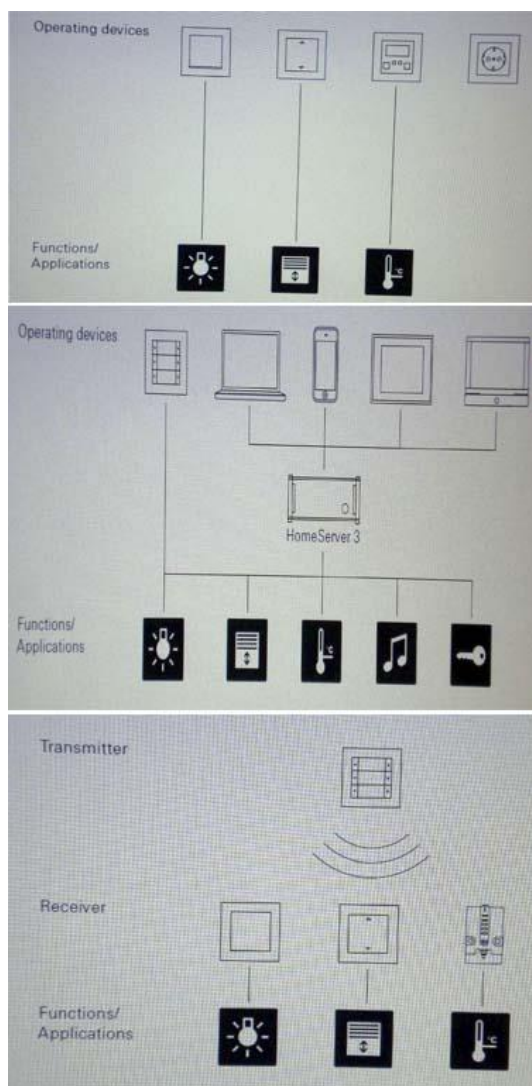 Operating devices
Functions/
Applications
Operating devices
HomeServer 3
Functions/
Applications
Transmitter
Receiver
Functions/
Applications